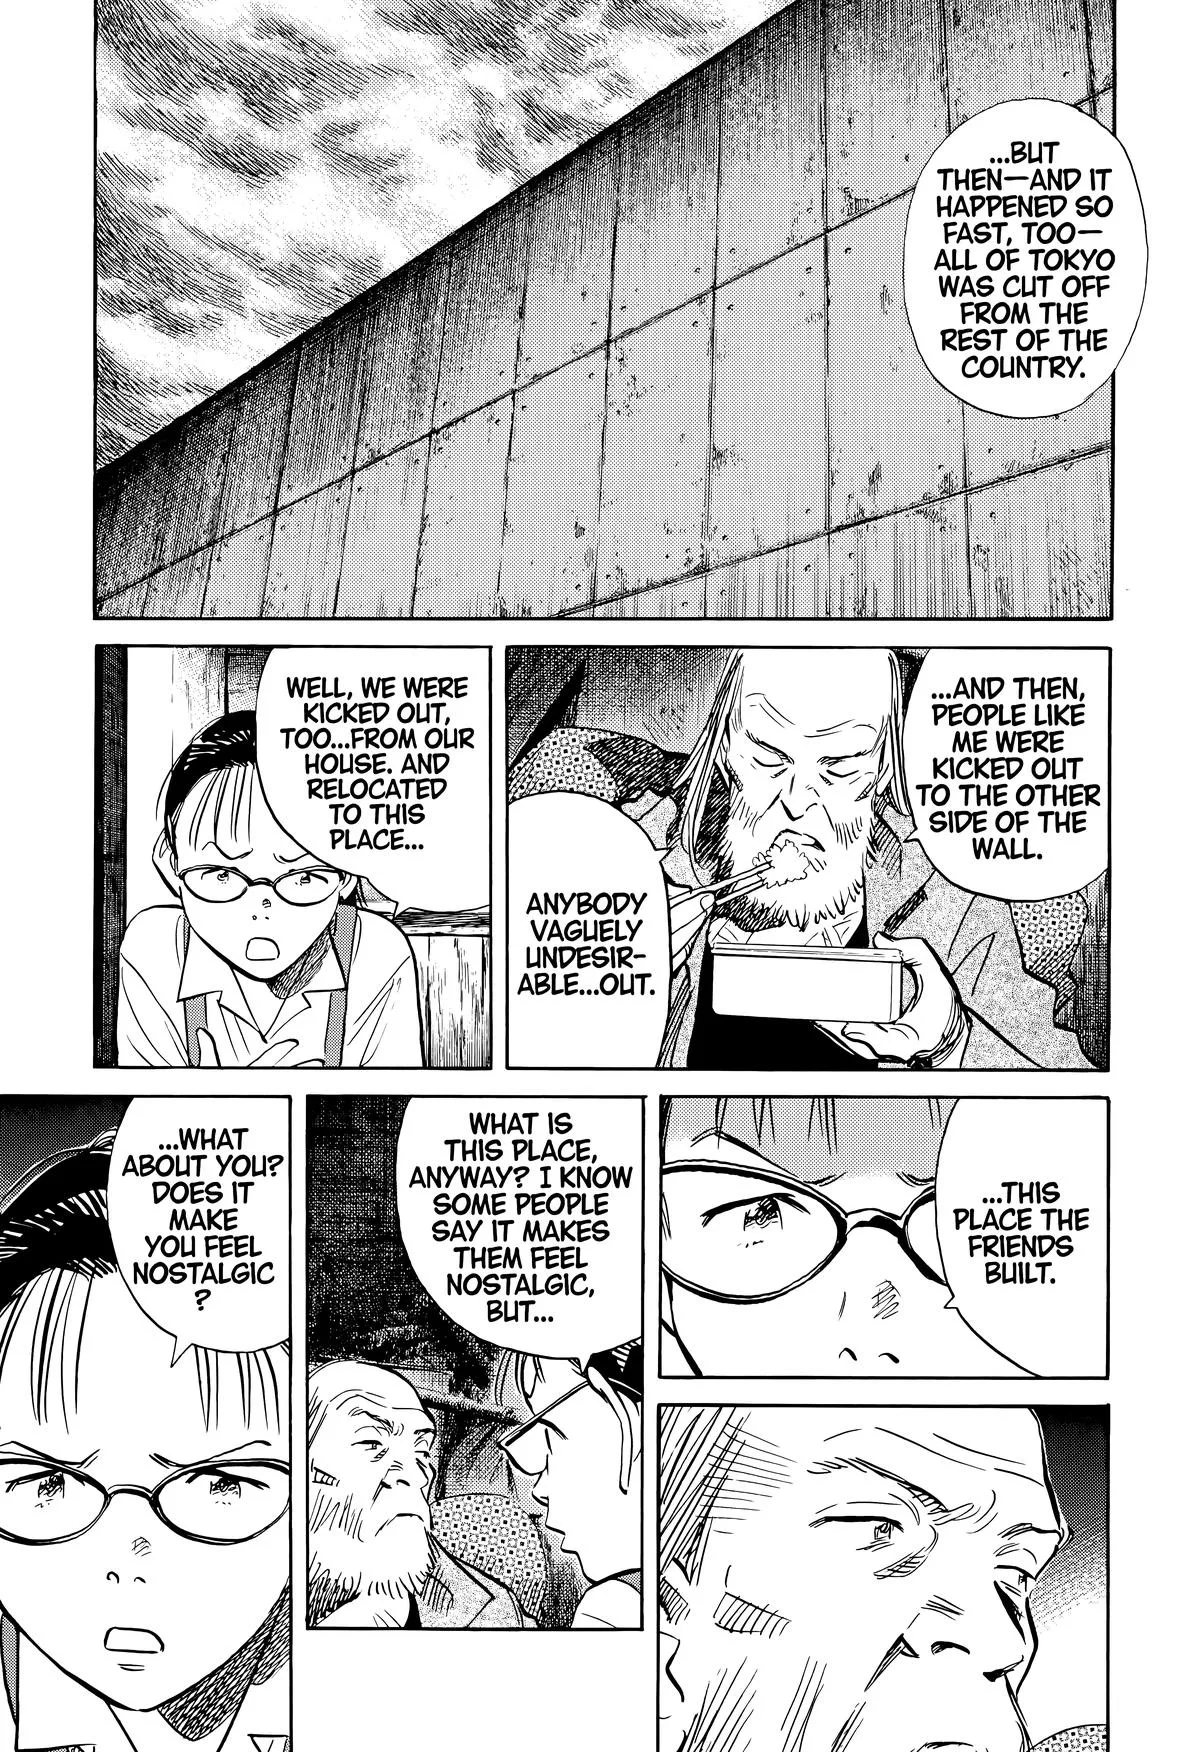 ...BUT
THEN—AND IT
HAPPENED SO
FAST, TOO—
ALL OF TOKYO
WAS CUT OFF
FROM THE
REST OF THE
COUNTRY.
...AND THEN,
PEOPLE LIKE
ME WERE
KICKED OUT
TO THE OTHER
SIDE OF THE
WALL.
ANYBODY
VAGUELY
UNDESIR-
ABLE...OUT.
WELL, WE WERE
KICKED OUT,
TOO...FROM OUR
HOUSE. AND
RELOCATED
TO THIS
PLACE...
...THIS
PLACE THE
FRIENDS
BUILT.
WHAT IS
THIS PLACE,
ANYWAY? I KNOW
SOME PEOPLE
SAY IT MAKES
THEM FEEL
NOSTALGIC,
BUT...
...WHAT
ABOUT YOU?
DOES IT
MAKE
YOU FEEL
NOSTALGIC
?